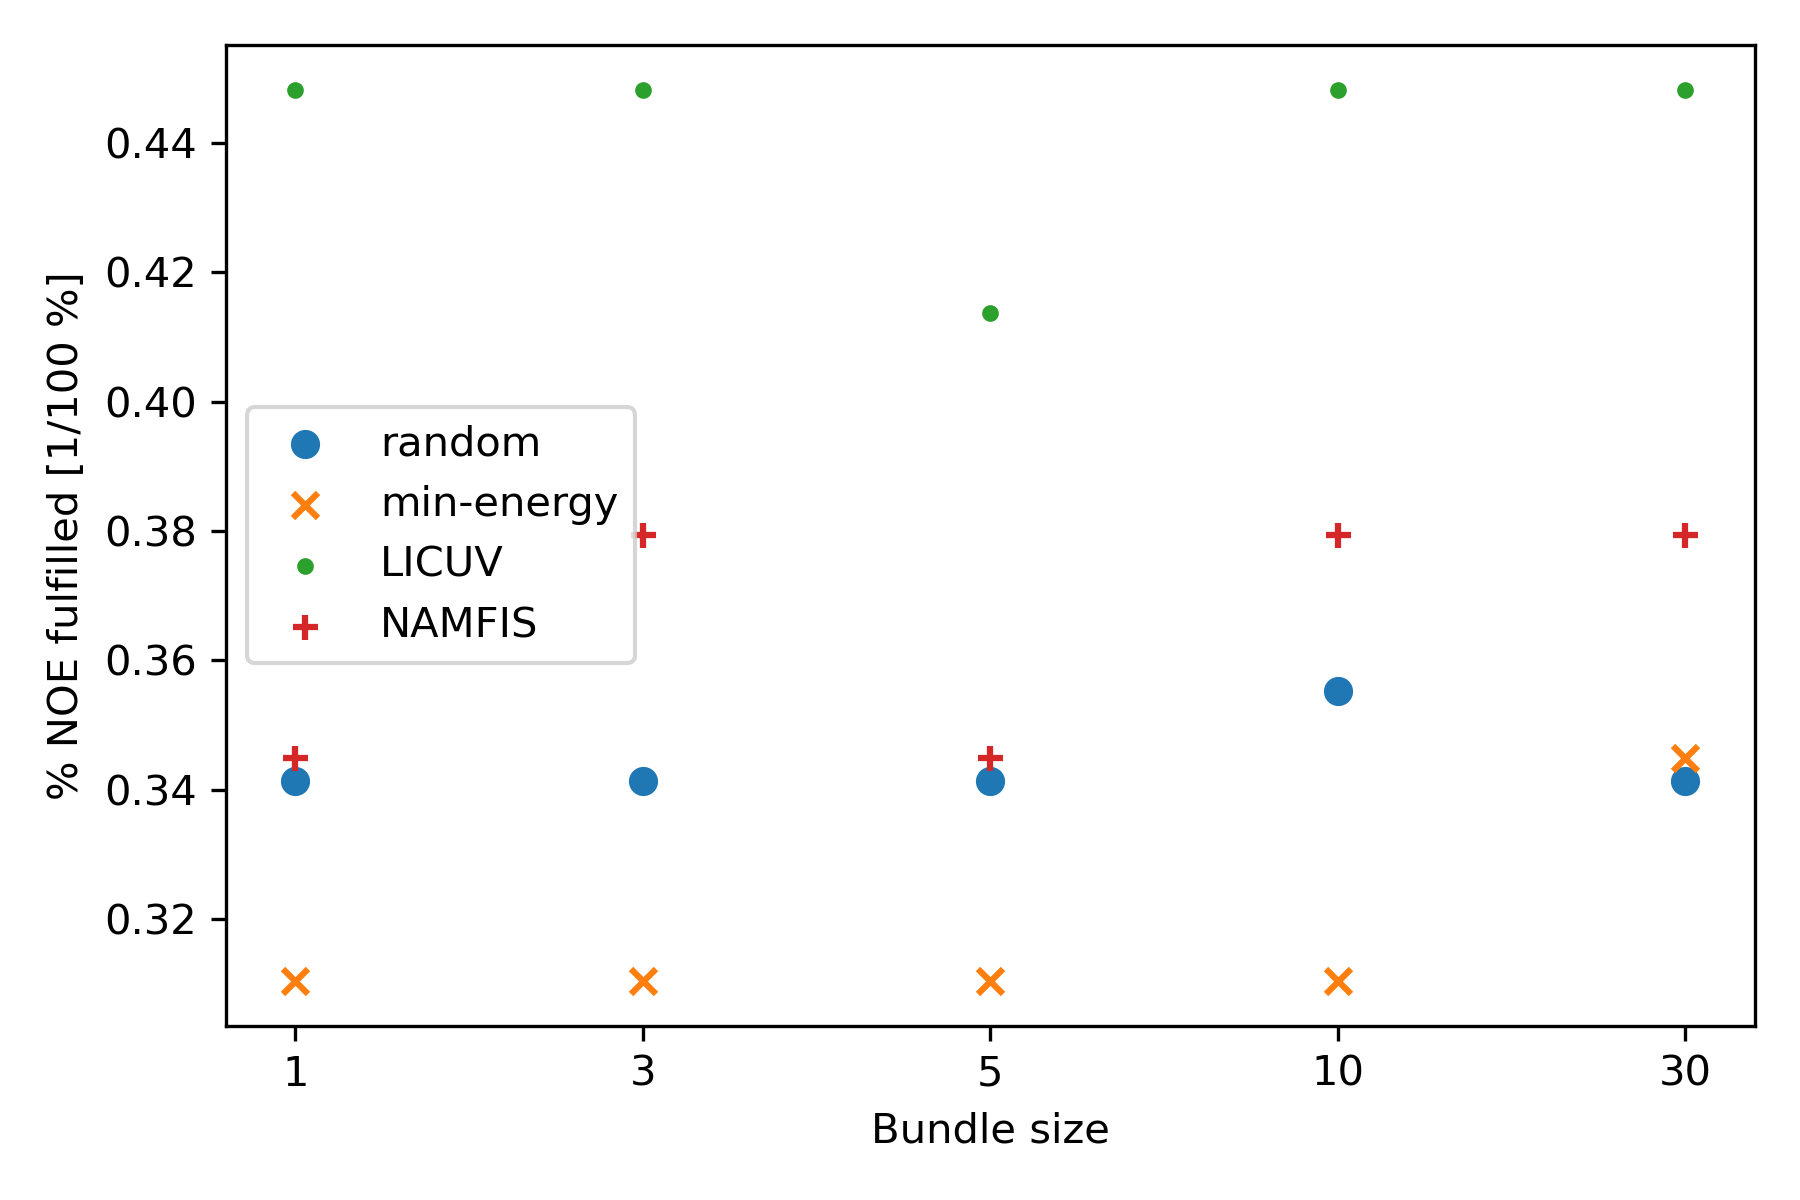 0.44
0.42
0.40
0.38
0.36
0.34
0.32
% NOE fulfilled [1/100 %]
random
min-energy
LICUV
NAMFIS
1 3 5 10 30
Bundle size